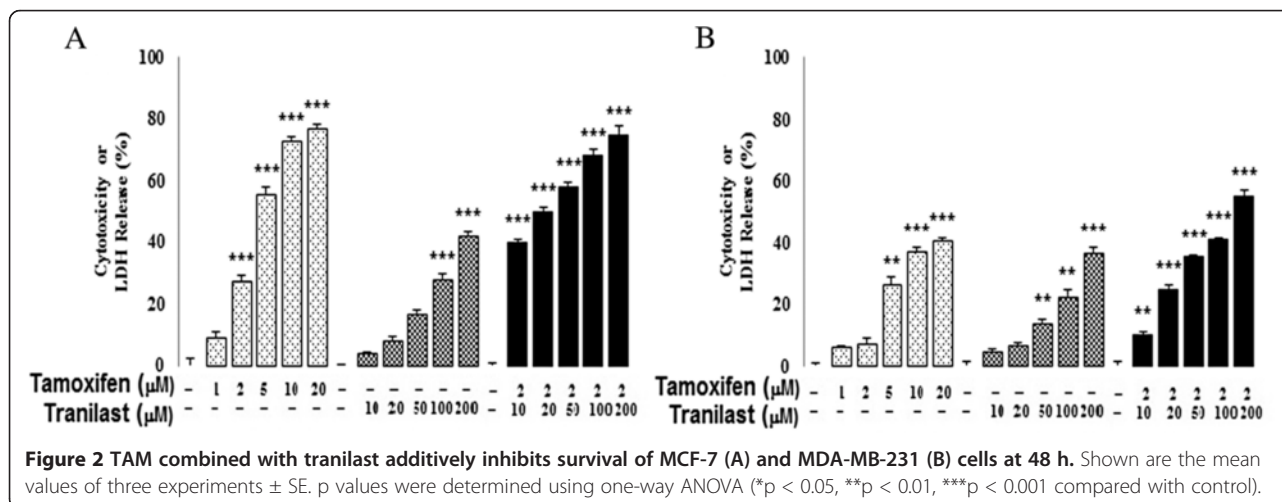 A
B
Cytotoxicity or
LDH Release (%)
100
80
60
40
20
0
*** *** *** ***
*** ***
*** *** *** *** ***
Tamoxifen (μM) – 1 2 5 10 20 – – – – – – – 2 2 2 2 2
Tranilast (μM) – – – – – – – 10 20 50 100 200 – 10 20 50 100 200
Cytotoxicity or
LDH Release (%)
100
80
60
40
20
0
** *** ***
** ** ***
** *** *** *** ***
Tamoxifen (μM) – 1 2 5 10 20 – – – – – – – 2 2 2 2 2
Tranilast (μM) – – – – – – – 10 20 50 100 200 – 10 20 50 100 200
Figure 2 TAM combined with tranilast additively inhibits survival of MCF-7 (A) and MDA-MB-231 (B) cells at 48 h. Shown are the mean
values of three experiments ± SE. p values were determined using one-way ANOVA (*p < 0.05, **p < 0.01, ***p < 0.001 compared with control).